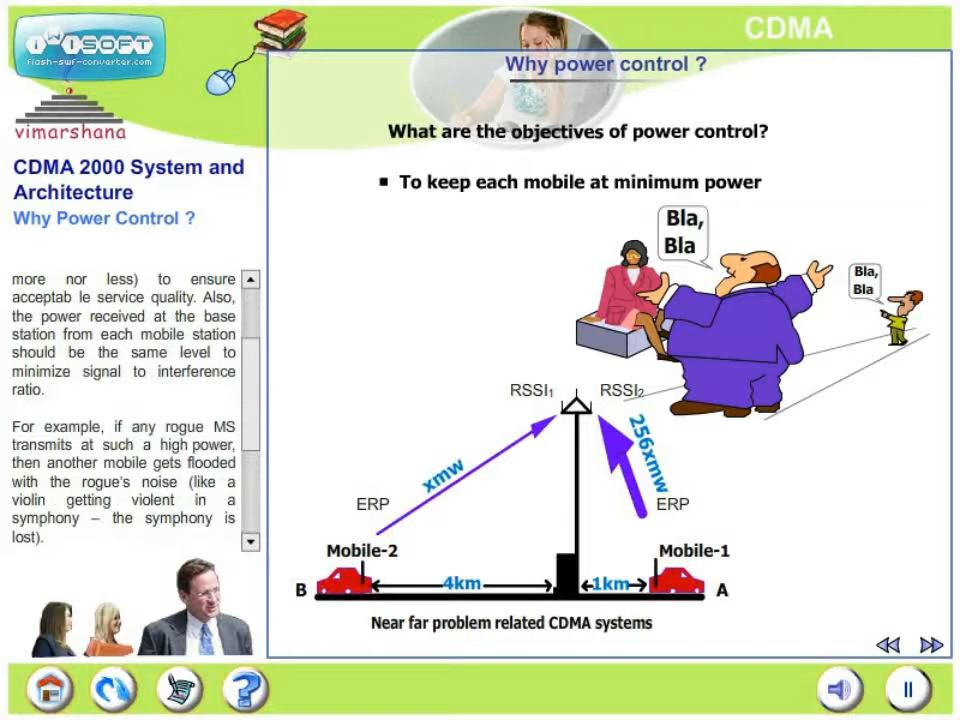 CDMA
iWiSOFT
flash-swf-converter.com
vimarshana
Why power control ?
CDMA 2000 System and
Architecture
Why Power Control ?
more nor less) to ensure
acceptab le service quality. Also,
the power received at the base
station from each mobile station
should be the same level to
minimize signal to interference
ratio.
For example, if any rogue MS
transmits at such a high power,
then another mobile gets flooded
with the rogue's noise (like a
violin getting violent in a
symphony – the symphony is
lost).
What are the objectives of power control?
▪ To keep each mobile at minimum power
Bla,
Bla
Bla,
Bla
RSSI1
RSSI2
xmw
256xmw
ERP
ERP
Mobile-2
Mobile-1
B
4km
1km
A
Near far problem related CDMA systems